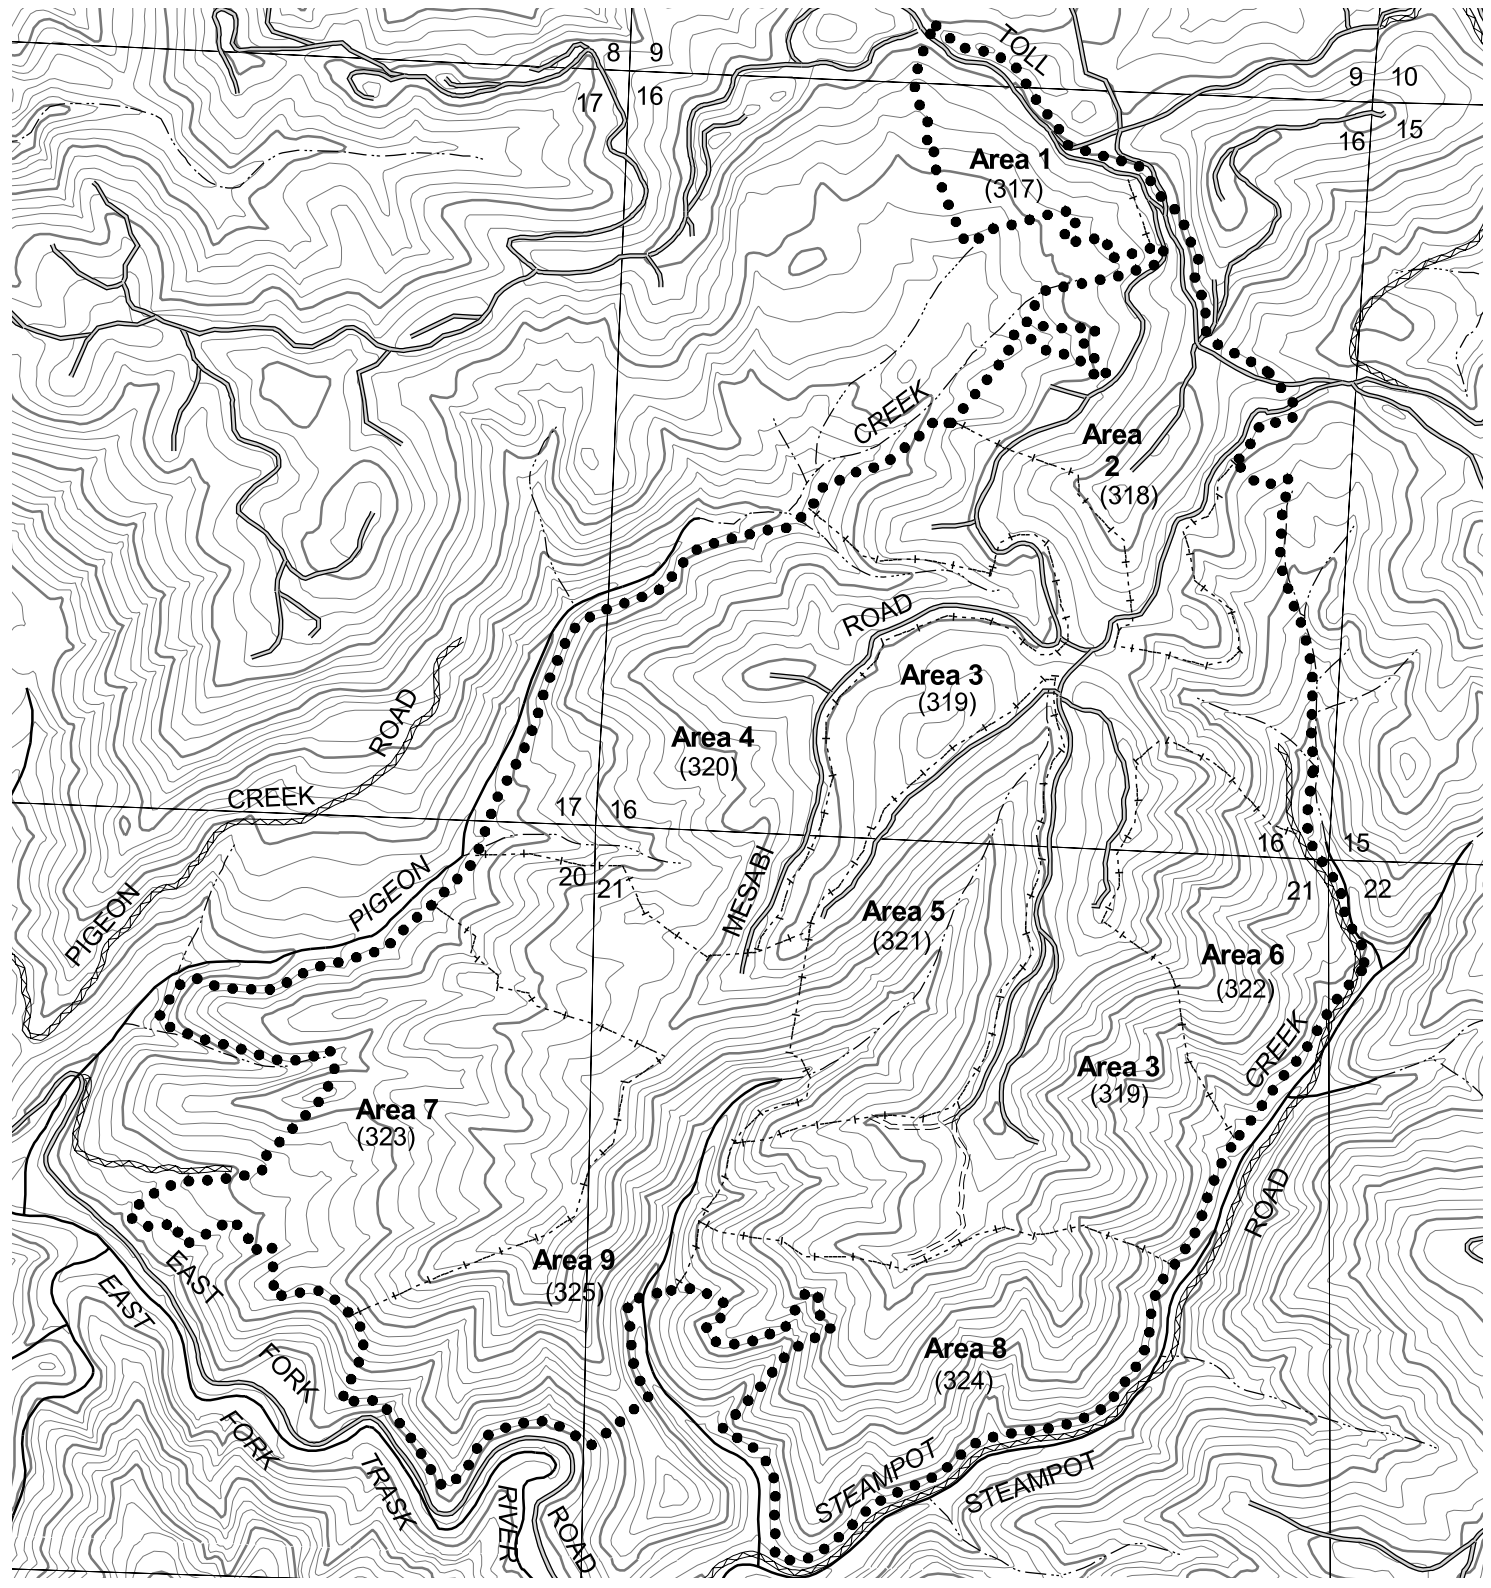 TOLL
8 9
17 16
9 10
16 15
Area 1
(317)
CREEK
Area
2
(318)
ROAD
Area 3
(319)
ROAD
Area 4
(320)
CREEK
17 16
20 21
16 15
21 22
PIGEON
PIGEON
MESABI
Area 5
(321)
Area 6
(322)
CREEK
Area 3
(319)
Area 7
(323)
ROAD
Area 9
(325)
EAST
EAST
FORK
FORK
TRASK
RIVER
ROAD
Area 8
(324)
STEAMPOT
STEAMPOT